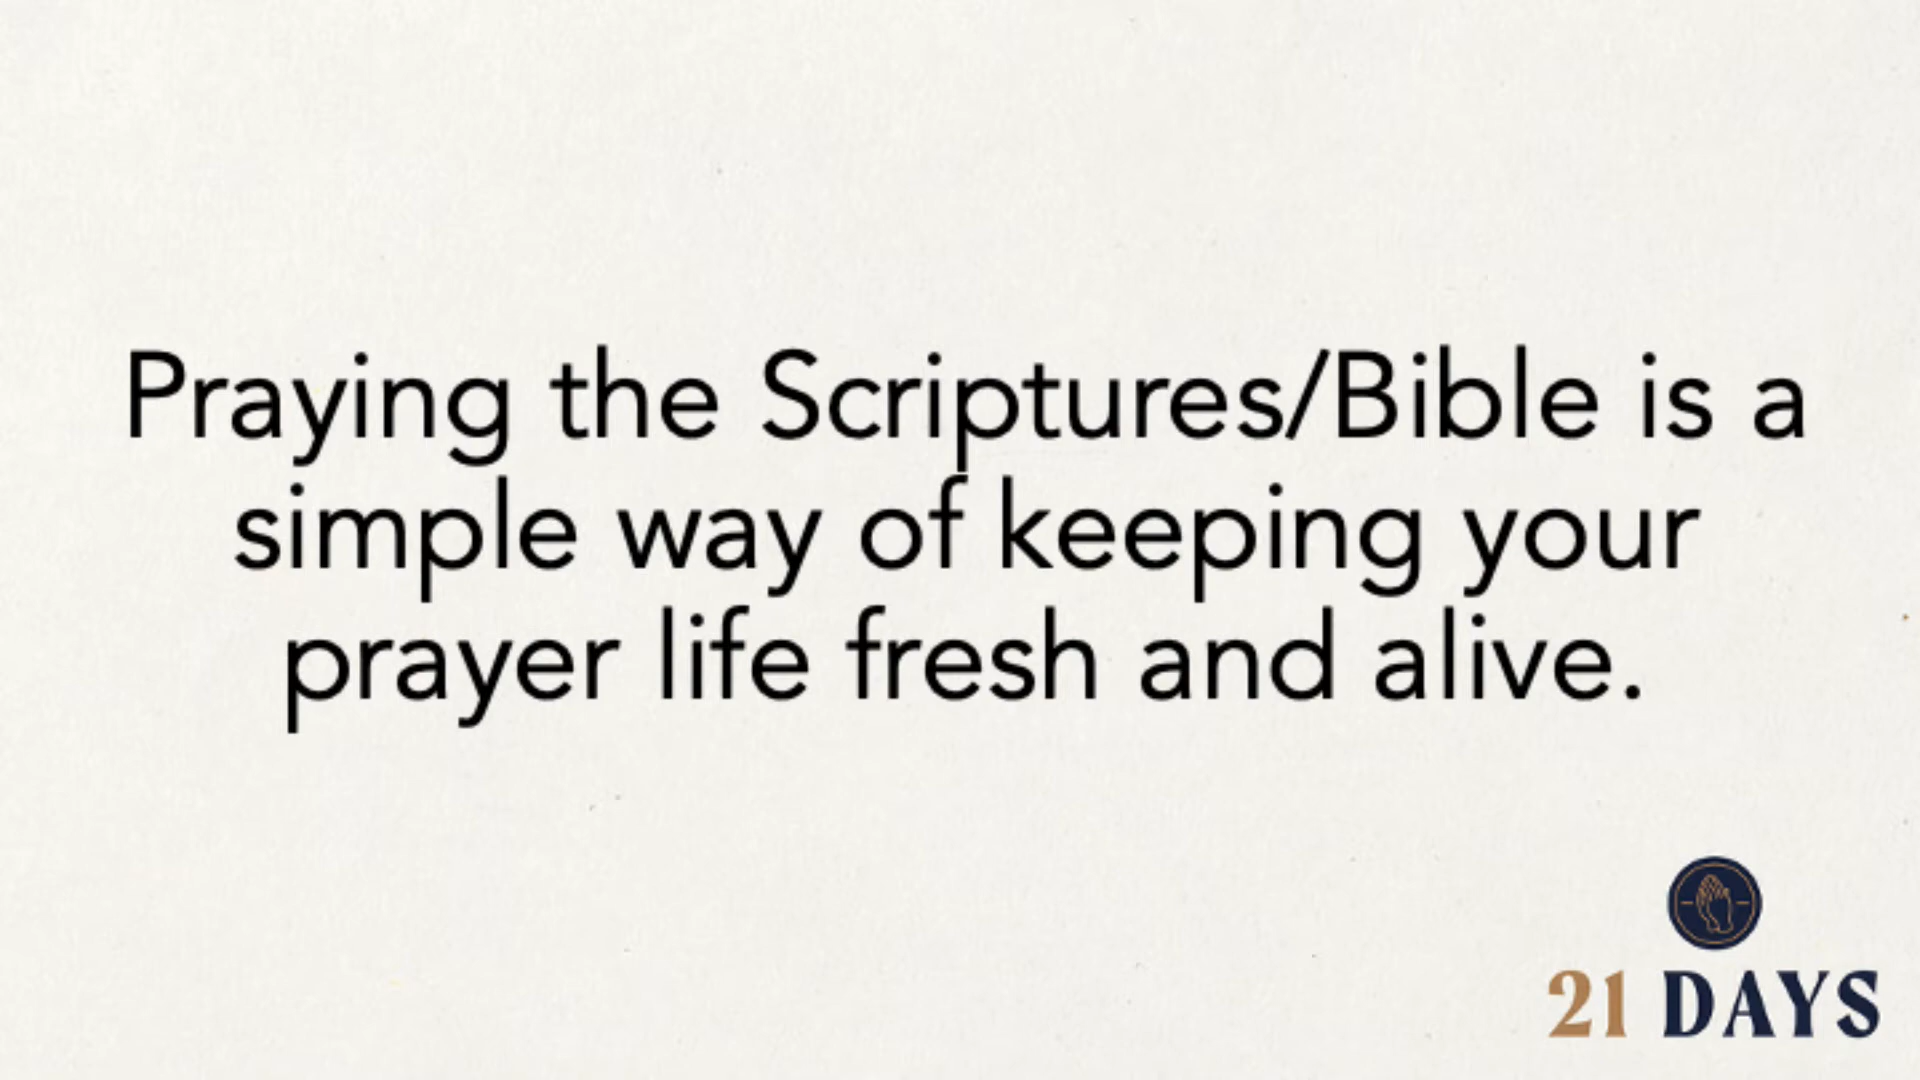 Praying the Scriptures/Bible is a
simple way of keeping your
prayer life fresh and alive.
21 DAYS